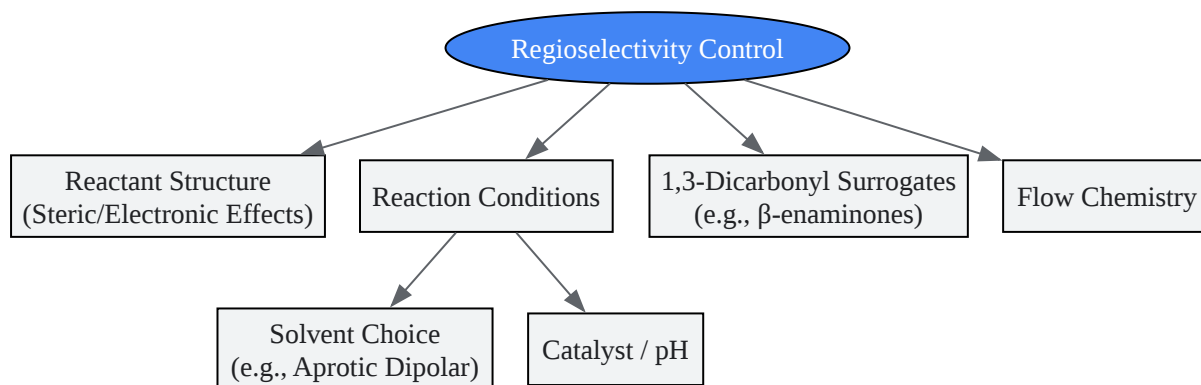 Regioselectivity Control
Reactant Structure
(Steric/Electronic Effects)
Reaction Conditions
1,3-Dicarbonyl Surrogates
(e.g., β-enaminones)
Flow Chemistry
Solvent Choice
(e.g., Aprotic Dipolar)
Catalyst / pH